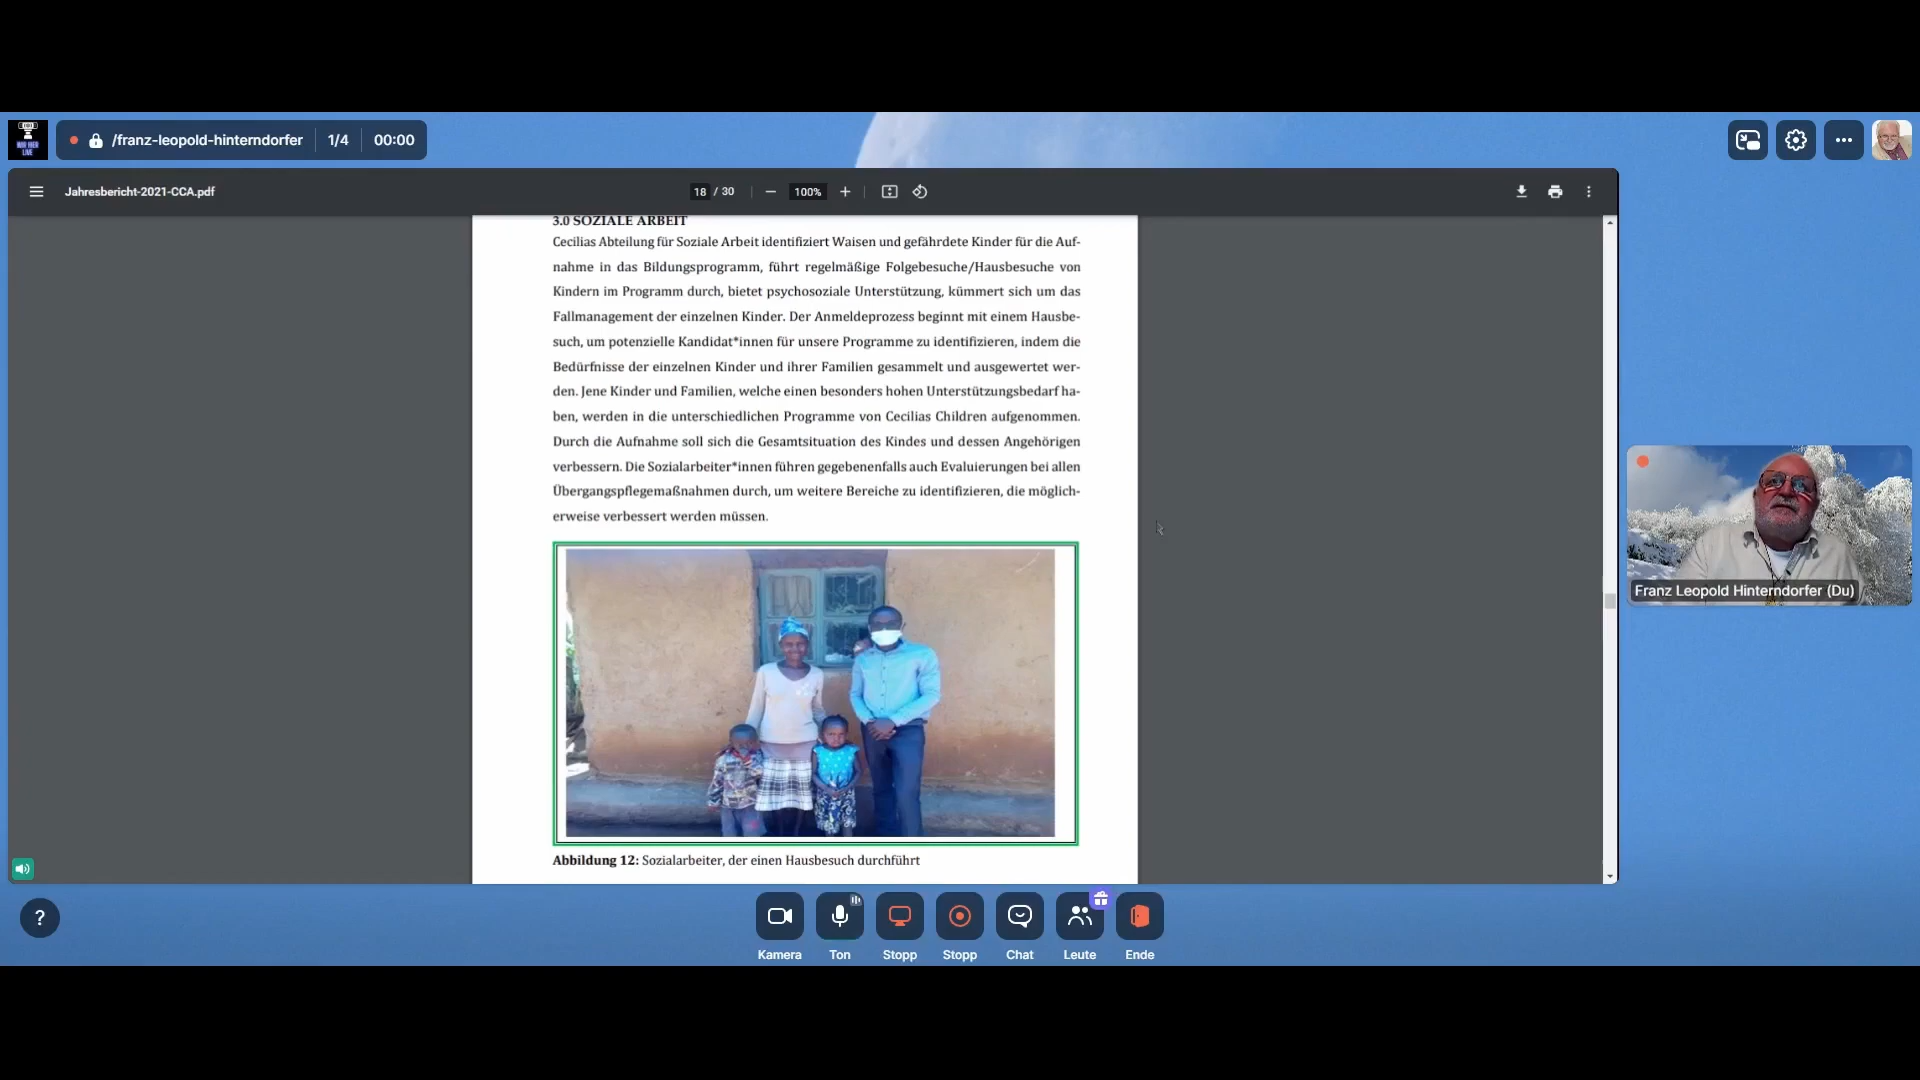 WIR HIER
LIVE
/franz-leopold-hinterndorfer
1/4
00:00
Jahresbericht-2021-CCA.pdf
18 / 30
100%
3.0 SOZIALE ARBEIT
Cecilias Abteilung für Soziale Arbeit identifiziert Waisen und gefährdete Kinder für die Auf-
nahme in das Bildungsprogramm, führt regelmäßige Folgebesuche/Hausbesuche von
Kindern im Programm durch, bietet psychosoziale Unterstützung, kümmert sich um das
Fallmanagement der einzelnen Kinder. Der Anmeldeprozess beginnt mit einem Hausbe-
such, um potenzielle Kandidat*innen für unsere Programme zu identifizieren, indem die
Bedürfnisse der einzelnen Kinder und ihrer Familien gesammelt und ausgewertet wer-
den. Jene Kinder und Familien, welche einen besonders hohen Unterstützungsbedarf ha-
ben, werden in die unterschiedlichen Programme von Cecilias Children aufgenommen.
Durch die Aufnahme soll sich die Gesamtsituation des Kindes und dessen Angehörigen
verbessern. Die Sozialarbeiter*innen führen gegebenenfalls auch Evaluierungen bei allen
Übergangspflegemaßnahmen durch, um weitere Bereiche zu identifizieren, die möglich-
erweise verbessert werden müssen.
Abbildung 12: Sozialarbeiter, der einen Hausbesuch durchführt
Franz Leopold Hinterndorfer (Du)
?
Kamera
Ton
Stopp
Stopp
Chat
Leute
Ende